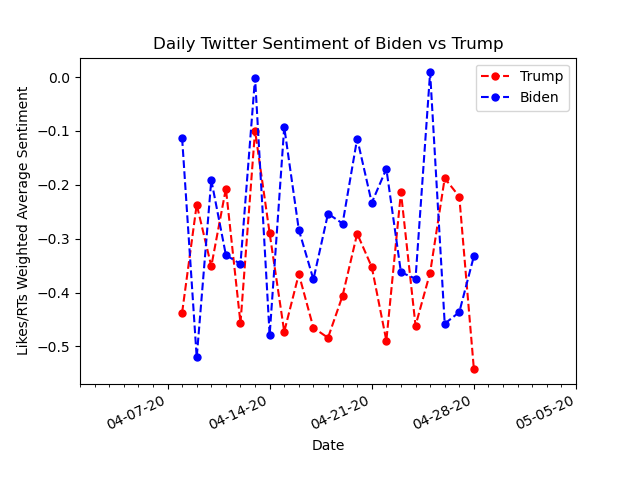 Daily Twitter Sentiment of Biden vs Trump
Trump
Biden
Likes/RTs Weighted Average Sentiment
0.0
−0.1
−0.2
−0.3
−0.4
−0.5
04-07-20
04-14-20
04-21-20
04-28-20
05-05-20
Date